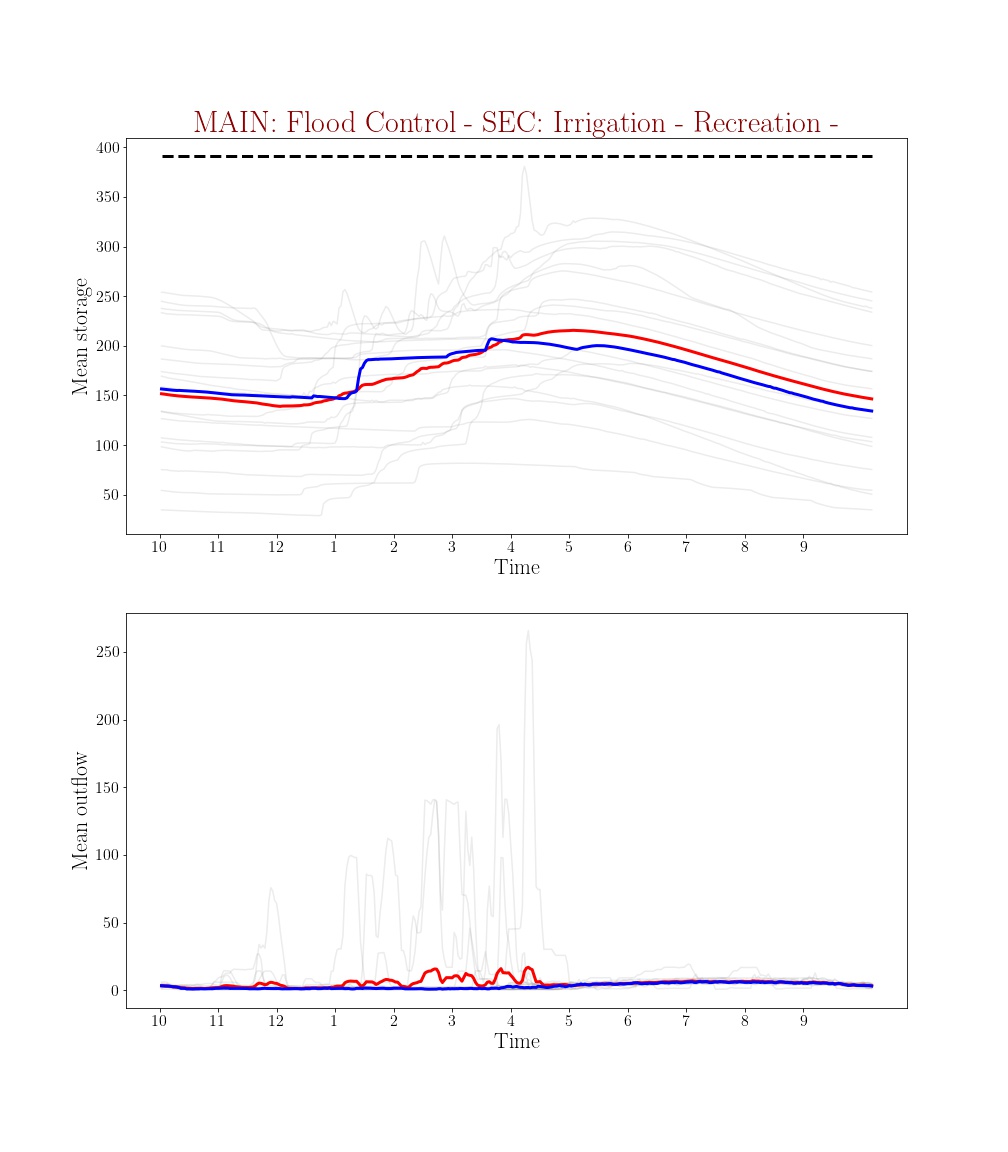 MAIN: Flood Control - SEC: Irrigation - Recreation -
400
350
300
250
200
150
100
50
Mean storage
10 11 12 1 2 3 4 5 6 7 8 9
Time
250
200
150
100
50
0
Mean outflow
10 11 12 1 2 3 4 5 6 7 8 9
Time